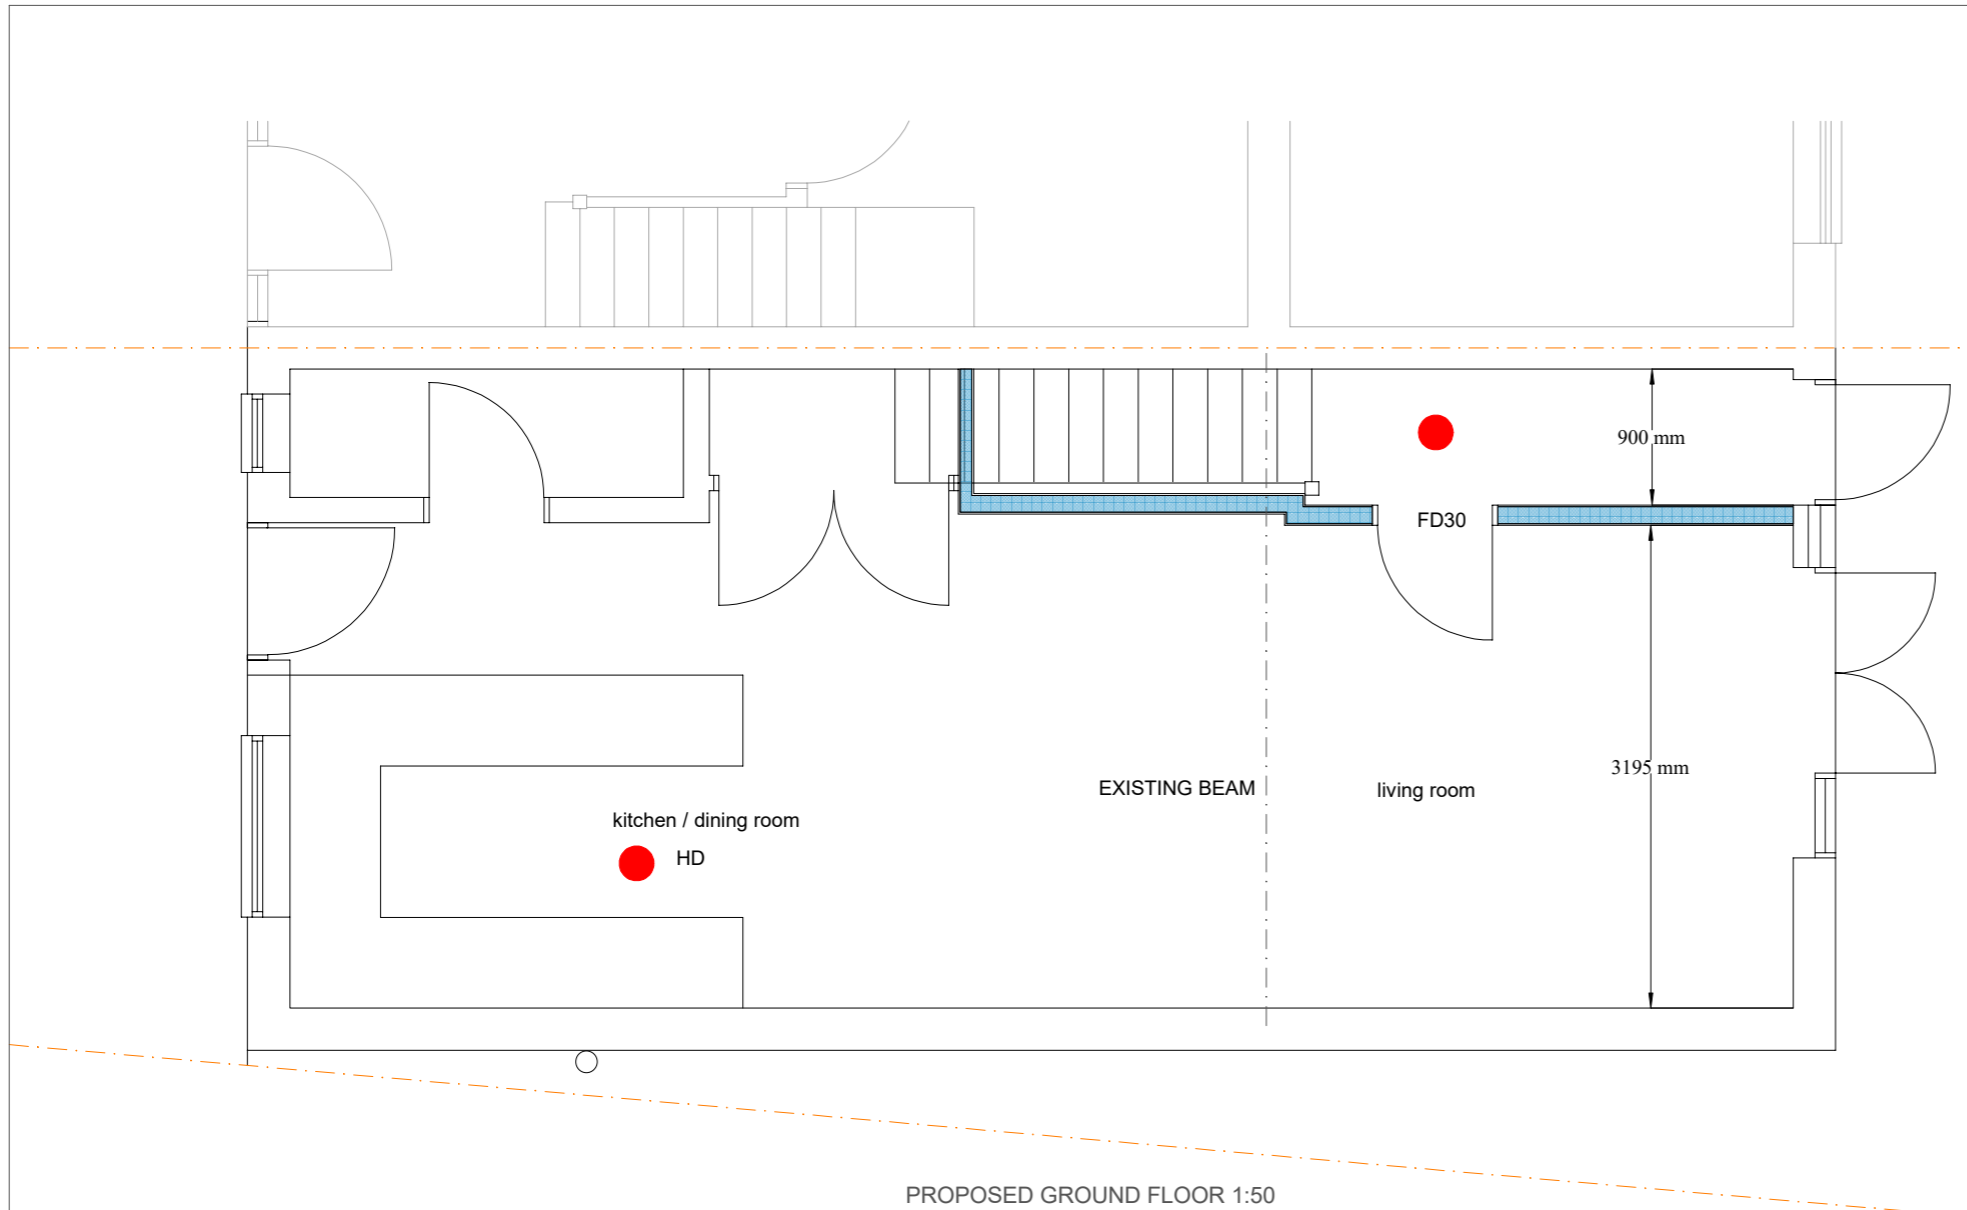 900 mm
FD30
3195 mm
EXISTING BEAM
living room
kitchen / dining room
HD
PROPOSED GROUND FLOOR 1:50